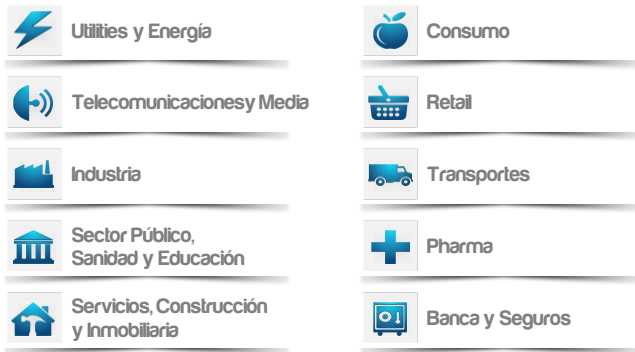 Utilities y Energía
Telecomunicacionesy Media
Industria
Sector Público,
Sanidad y Educación
Servicios, Construcción
y Inmobiliaria
Consumo
Retail
Transportes
Pharma
Banca y Seguros